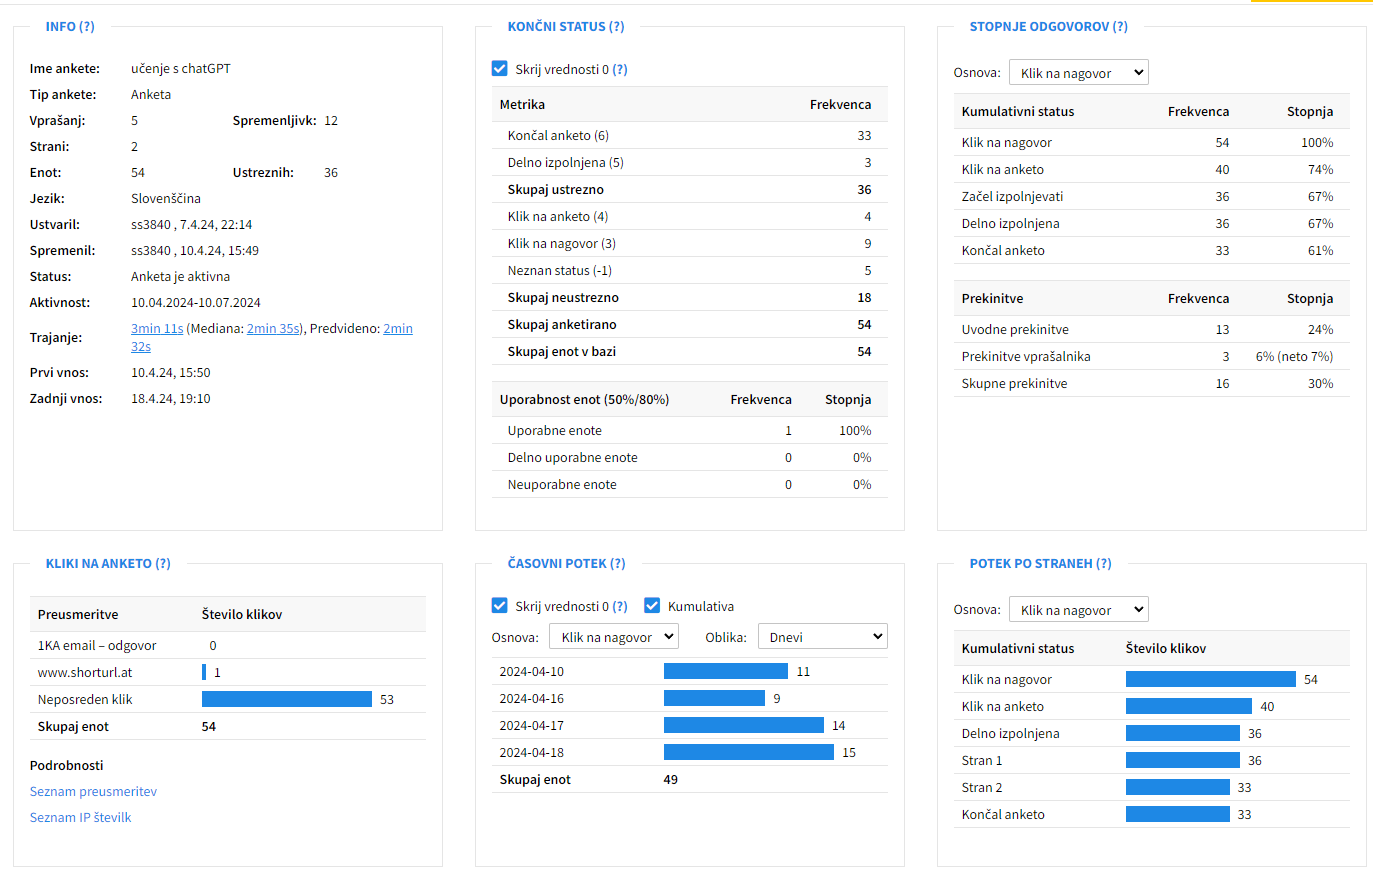 INFO (?)
Ime ankete: učenje s chatGPT
Tip ankete: Anketa
Vprašanj: 5 Spremenljivk: 12
Strani: 2
Enot: 54 Ustreznih: 36
Jezik: Slovenščina
Ustvaril: ss3840 , 7.4.24, 22:14
Spremenil: ss3840 , 10.4.24, 15:49
Status: Anketa je aktivna
Aktivnost: 10.04.2024-10.07.2024
Trajanje: 3min 11s (Mediana: 2min 35s), Predvideno: 2min
32s
Prvi vnos: 10.4.24, 15:50
Zadnji vnos: 18.4.24, 19:10
KONČNI STATUS (?)
Skrij vrednosti 0 (?)
Metrika Frekvenca
Končal anketo (6) 33
Delno izpolnjena (5) 3
Skupaj ustrezno 36
Klik na anketo (4) 4
Klik na nagovor (3) 9
Neznan status (-1) 5
Skupaj neustrezno 18
Skupaj anketirano 54
Skupaj enot v bazi 54
Uporabnost enot (50%/80%) Frekvenca Stopnja
Uporabne enote 1 100%
Delno uporabne enote 0 0%
Neuporabne enote 0 0%
STOPNJE ODGOVOROV (?)
Osnova: Klik na nagovor
Kumulativni status Frekvenca Stopnja
Klik na nagovor 54 100%
Klik na anketo 40 74%
Začel izpolnjevati 36 67%
Delno izpolnjena 36 67%
Končal anketo 33 61%
Prekinitve Frekvenca Stopnja
Uvodne prekinitve 13 24%
Prekinitve vprašalnika 3 6% (neto 7%)
Skupne prekinitve 16 30%
KLIKI NA ANKETO (?)
Preusmeritve Število klikov
1KA email – odgovor 0
www.shorturl.at 1
Neposreden klik 53
Skupaj enot 54
Podrobnosti
Seznam preusmeritev
Seznam IP številk
ČASOVNI POTEK (?)
Skrij vrednosti 0 (?) Kumulativa
Osnova: Klik na nagovor Oblika: Dnevi
2024-04-10 11
2024-04-16 9
2024-04-17 14
2024-04-18 15
Skupaj enot 49
POTEK PO STRANEH (?)
Osnova: Klik na nagovor
Kumulativni status Število klikov
Klik na nagovor 54
Klik na anketo 40
Delno izpolnjena 36
Stran 1 36
Stran 2 33
Končal anketo 33